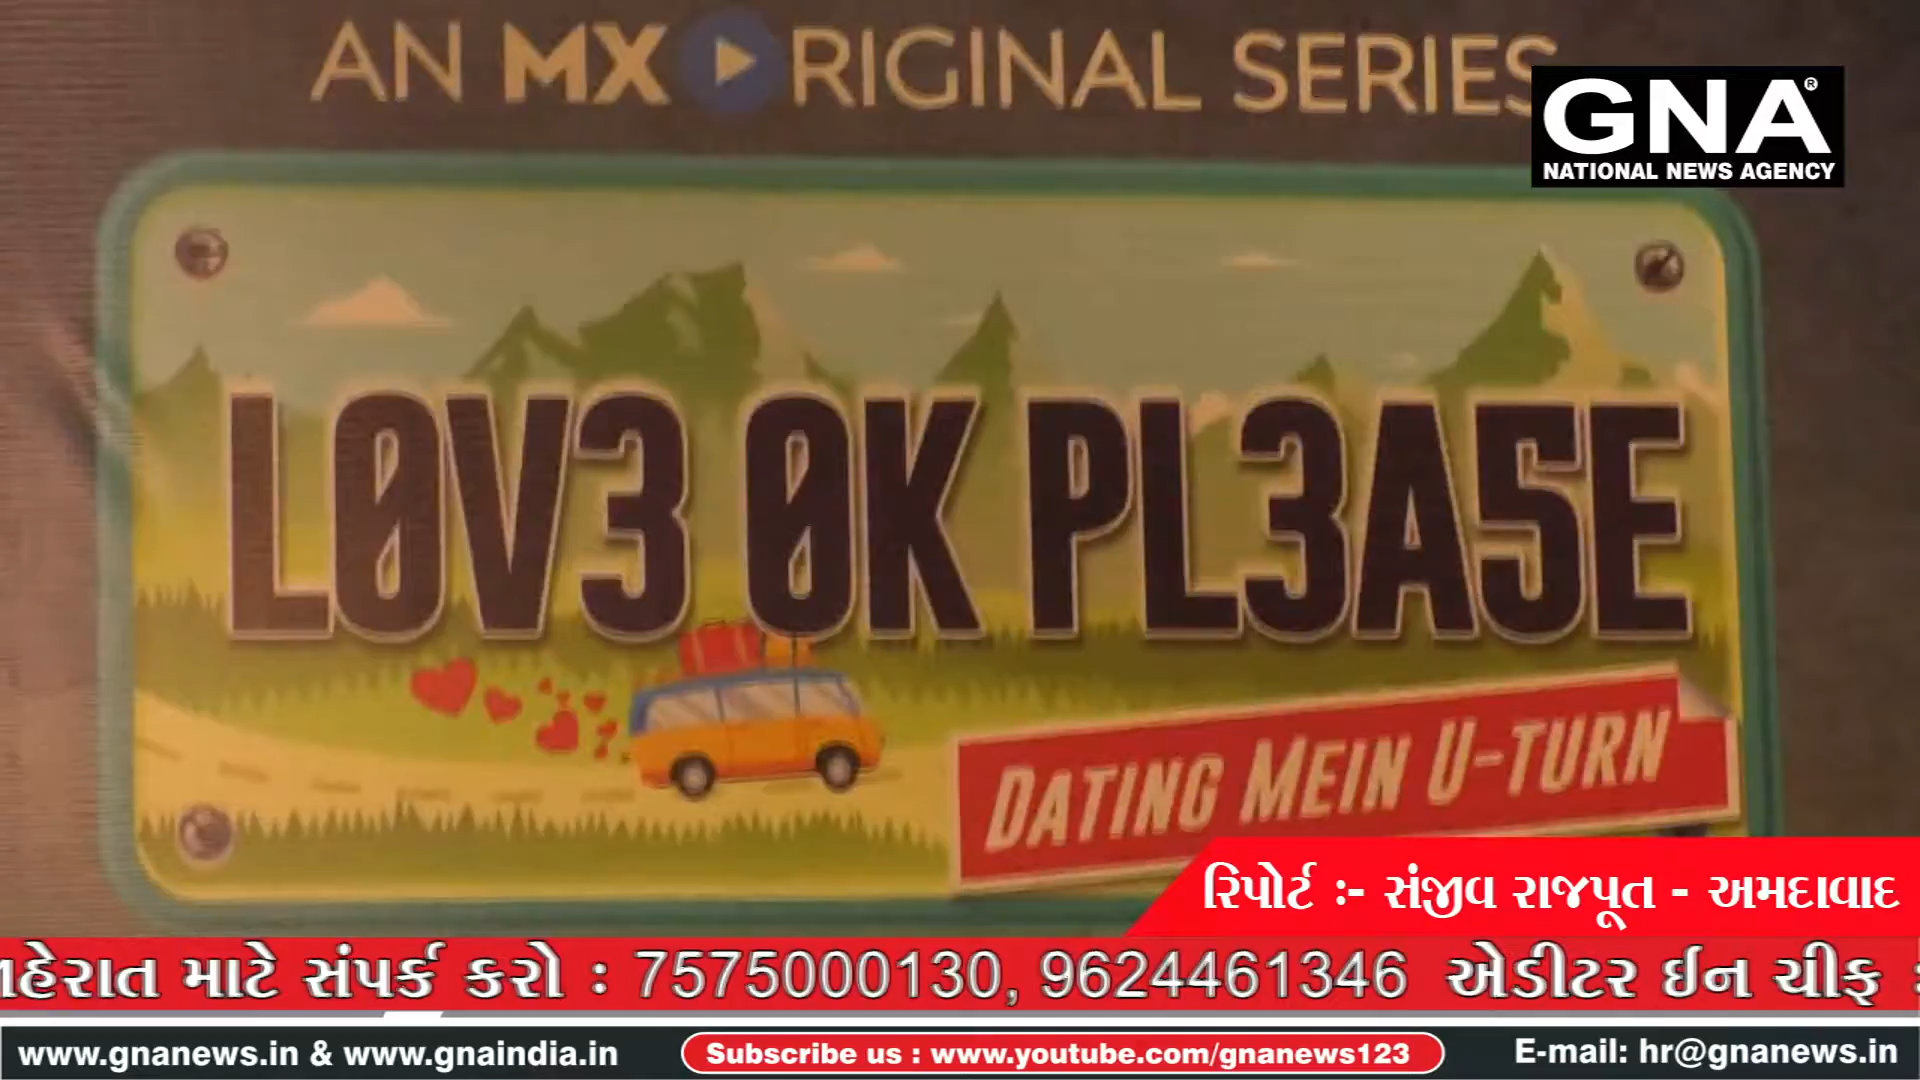 AN MX RIGINAL SERIES
GNA®
NATIONAL NEWS AGENCY
L0V3 0K PL3A5E
DATING MEIN U-TURN
રિપોર્ટ :- સંજીવ રાજપૂત - અમદાવાદ
માટે સંપર્ક કરો : 7575000130, 9624461346 એડીટર ઈન ચીફ :
www.gnanews.in & www.gnaindia.in
Subscribe us : www.youtube.com/gnanews123
E-mail: hr@gnanews.in